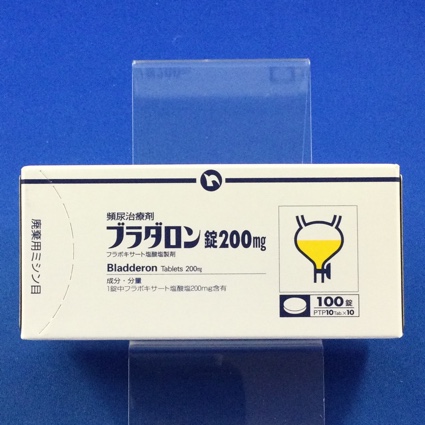 頻尿治療剤
ブラダロン錠200mg
フラボキサート塩酸塩製剤
Bladderon Tablets 200mg
成分・分量
1錠中フラボキサート塩酸塩200mg含有
100錠
PTP10Tab.×10
廃棄用ミシン目